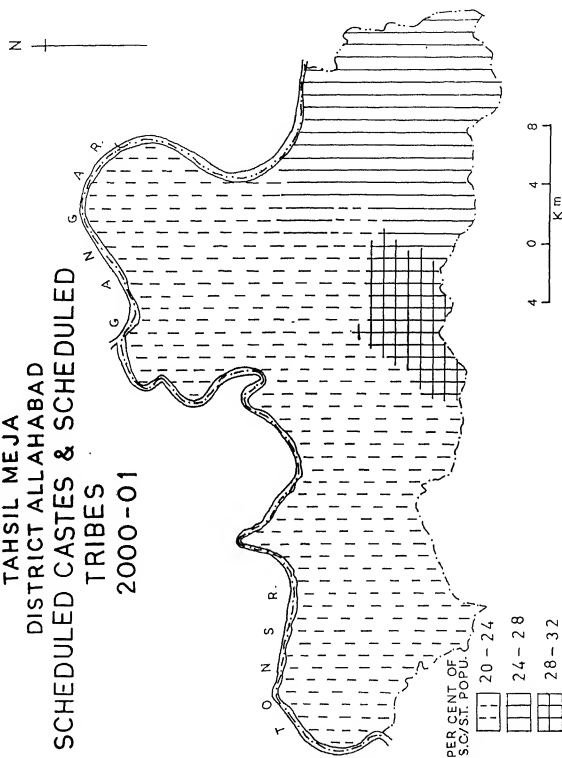 TAHSIL MEJA
DISTRICT ALLAHABAD
SCHEDULED CASTES & SCHEDULED
TRIBES
2000-01
N
GANGA R.
TONS R.
PER CENT OF
S.C/S.T. POPU.
20-24
24-28
28-32
4 0 4 8
Km